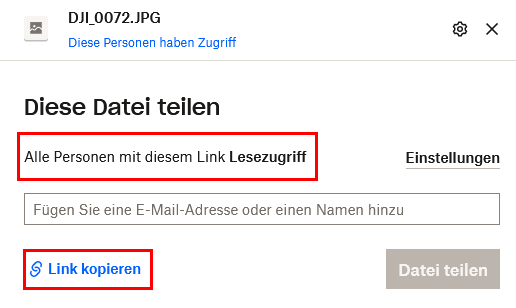 DJI_0072.JPG
Diese Personen haben Zugriff
Diese Datei teilen
Alle Personen mit diesem Link Lesezugriff
Einstellungen
Fügen Sie eine E-Mail-Adresse oder einen Namen hinzu
Link kopieren
Datei teilen